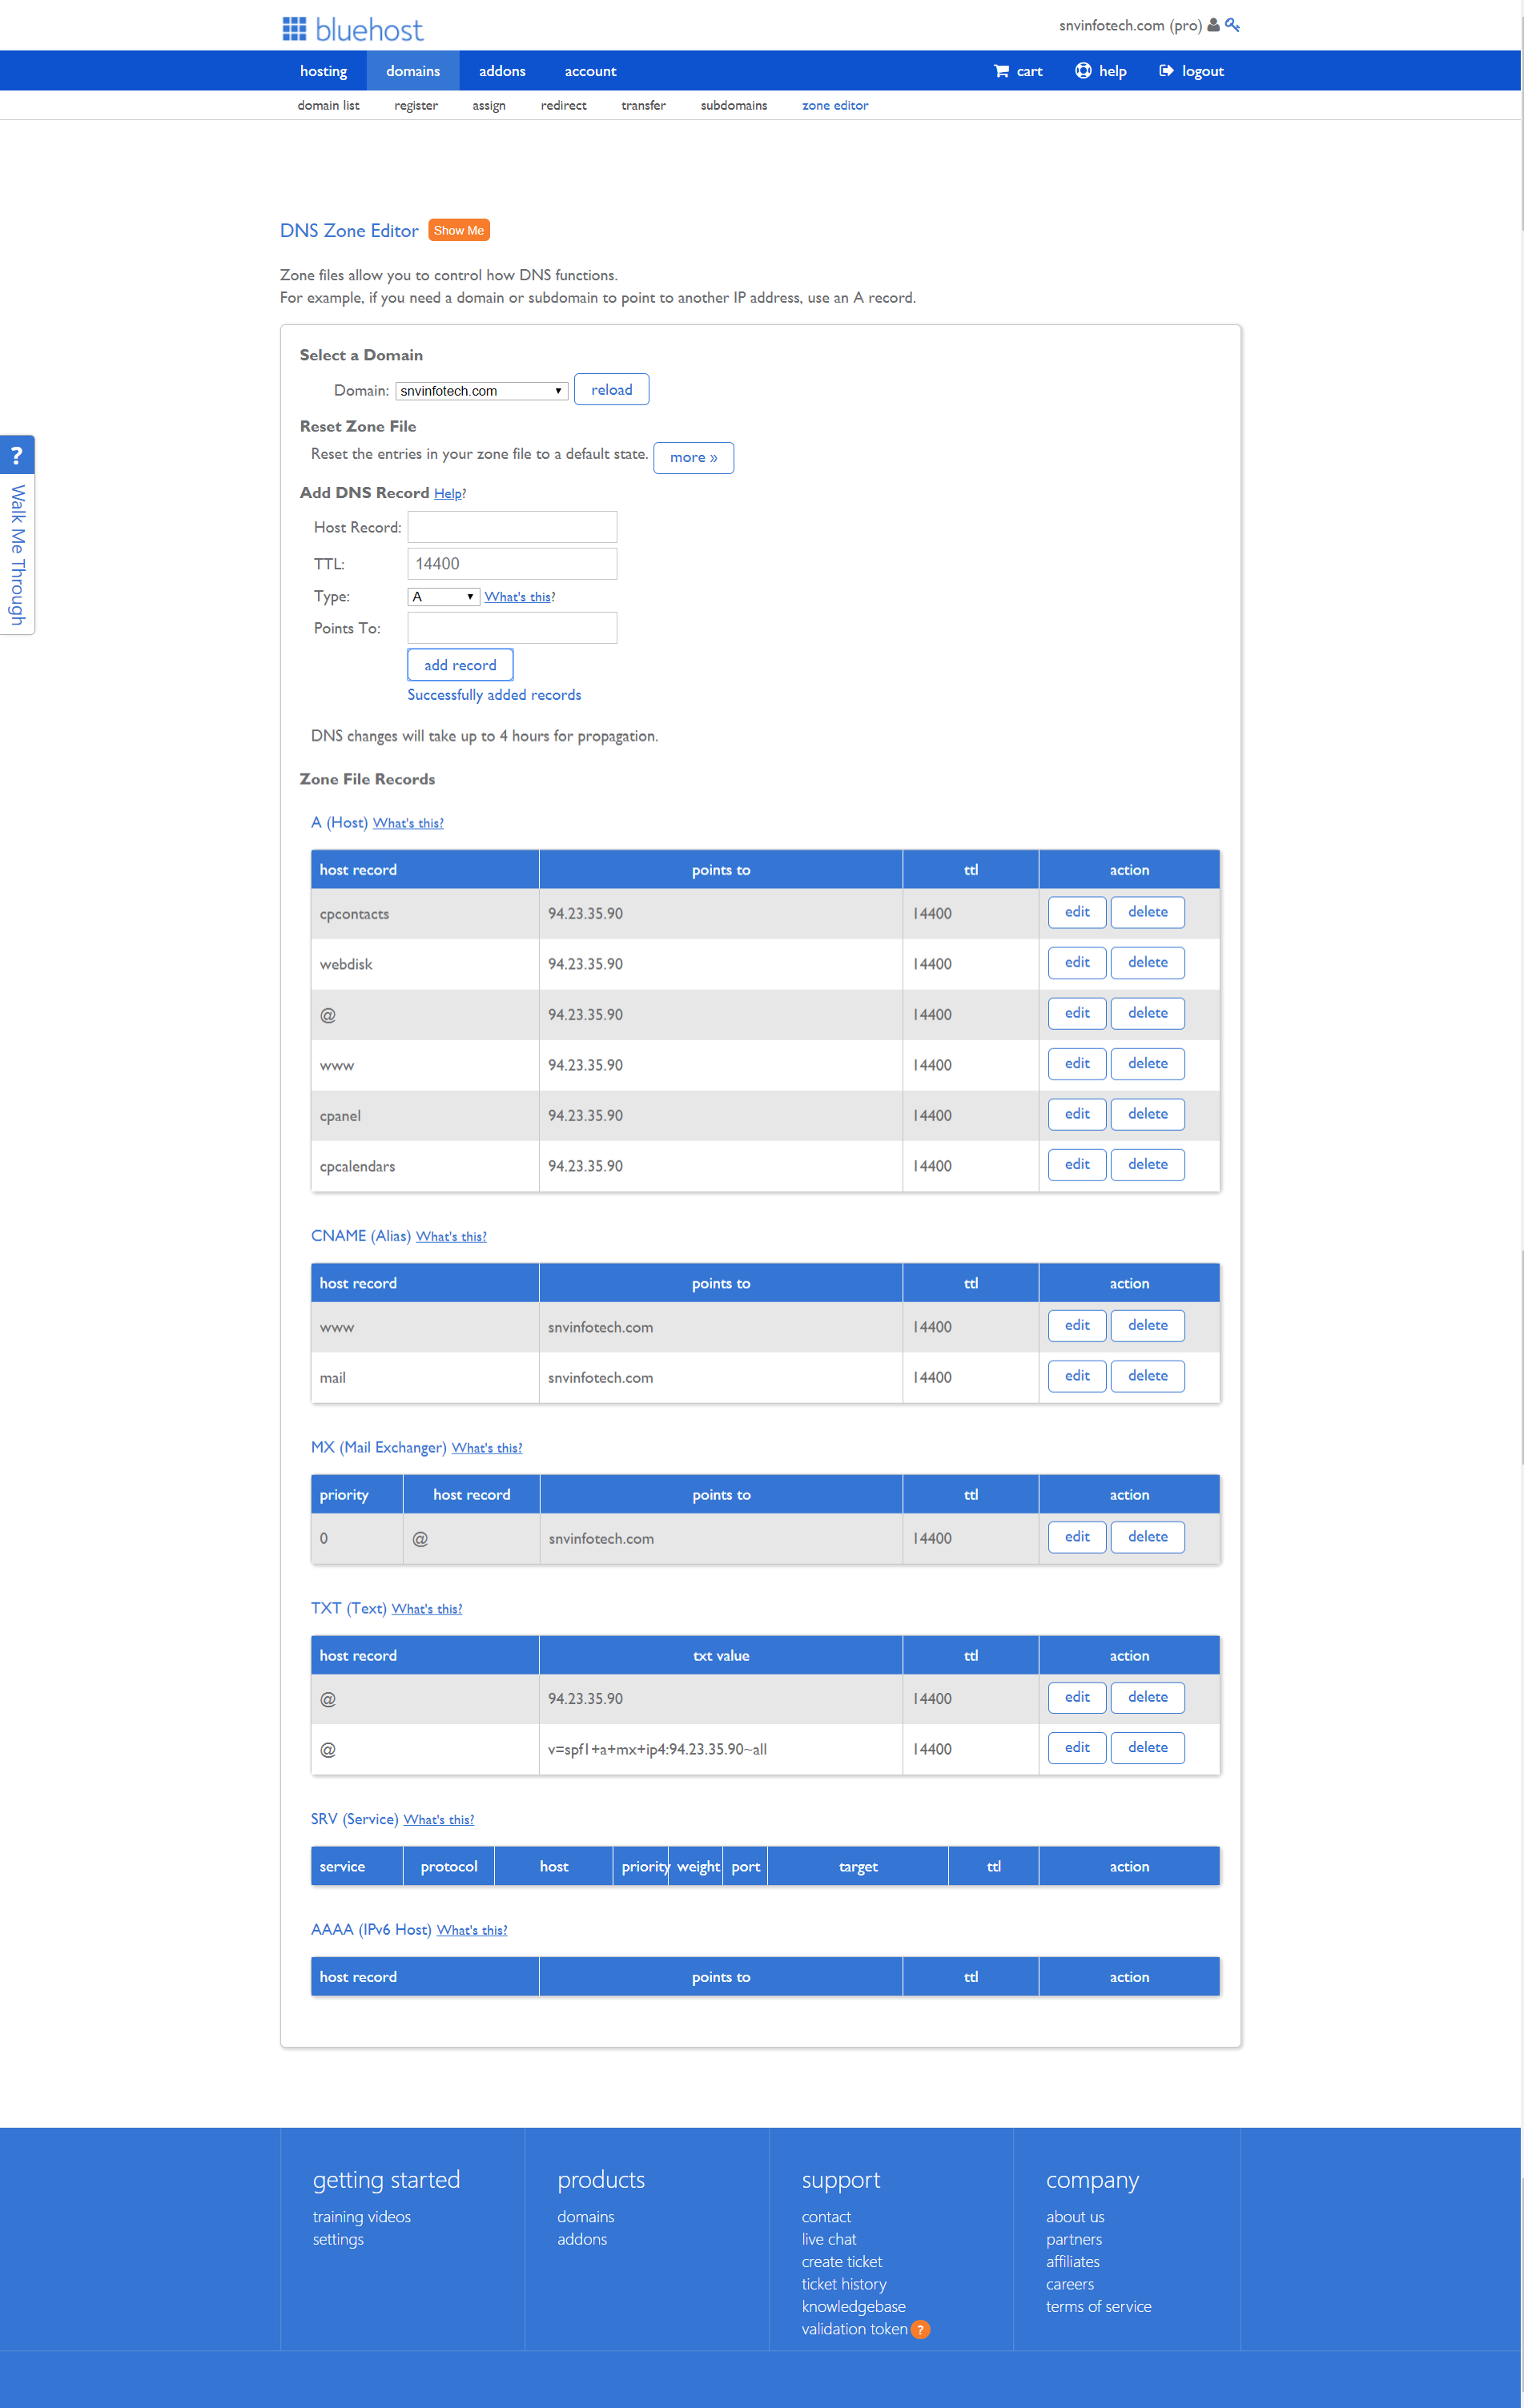 bluehost
snvinfotech.com (pro)
hosting domains addons account cart help logout
domain list register assign redirect transfer subdomains zone editor
DNS Zone Editor Show Me
Zone files allow you to control how DNS functions.
For example, if you need a domain or subdomain to point to another IP address, use an A record.
Select a Domain
Domain: snvinfotech.com reload
Reset Zone File
Reset the entries in your zone file to a default state. more »
? Walk Me Through
Add DNS Record Help?
Host Record:
TTL: 14400
Type: A What's this?
Points To:
add record
Successfully added records
DNS changes will take up to 4 hours for propagation.
Zone File Records
A (Host) What's this?
host record points to ttl action
cpcontacts 94.23.35.90 14400 edit delete
webdisk 94.23.35.90 14400 edit delete
@ 94.23.35.90 14400 edit delete
www 94.23.35.90 14400 edit delete
cpanel 94.23.35.90 14400 edit delete
cpcalendars 94.23.35.90 14400 edit delete
CNAME (Alias) What's this?
host record points to ttl action
www snvinfotech.com 14400 edit delete
mail snvinfotech.com 14400 edit delete
MX (Mail Exchanger) What's this?
priority host record points to ttl action
0 @ snvinfotech.com 14400 edit delete
TXT (Text) What's this?
host record txt value ttl action
@ 94.23.35.90 14400 edit delete
@ v=spf1+a+mx+ip4:94.23.35.90~all 14400 edit delete
SRV (Service) What's this?
service protocol host priority weight port target ttl action
AAAA (IPv6 Host) What's this?
host record points to ttl action
getting started
training videos
settings
products
domains
addons
support
contact
live chat
create ticket
ticket history
knowledgebase
validation token ?
company
about us
partners
affiliates
careers
terms of service